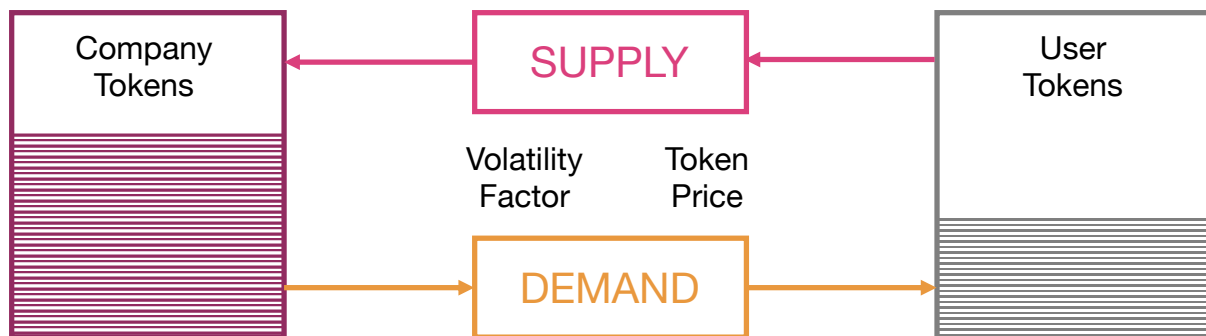 Company
Tokens
SUPPLY
User
Tokens
Volatility
Factor
Token
Price
DEMAND